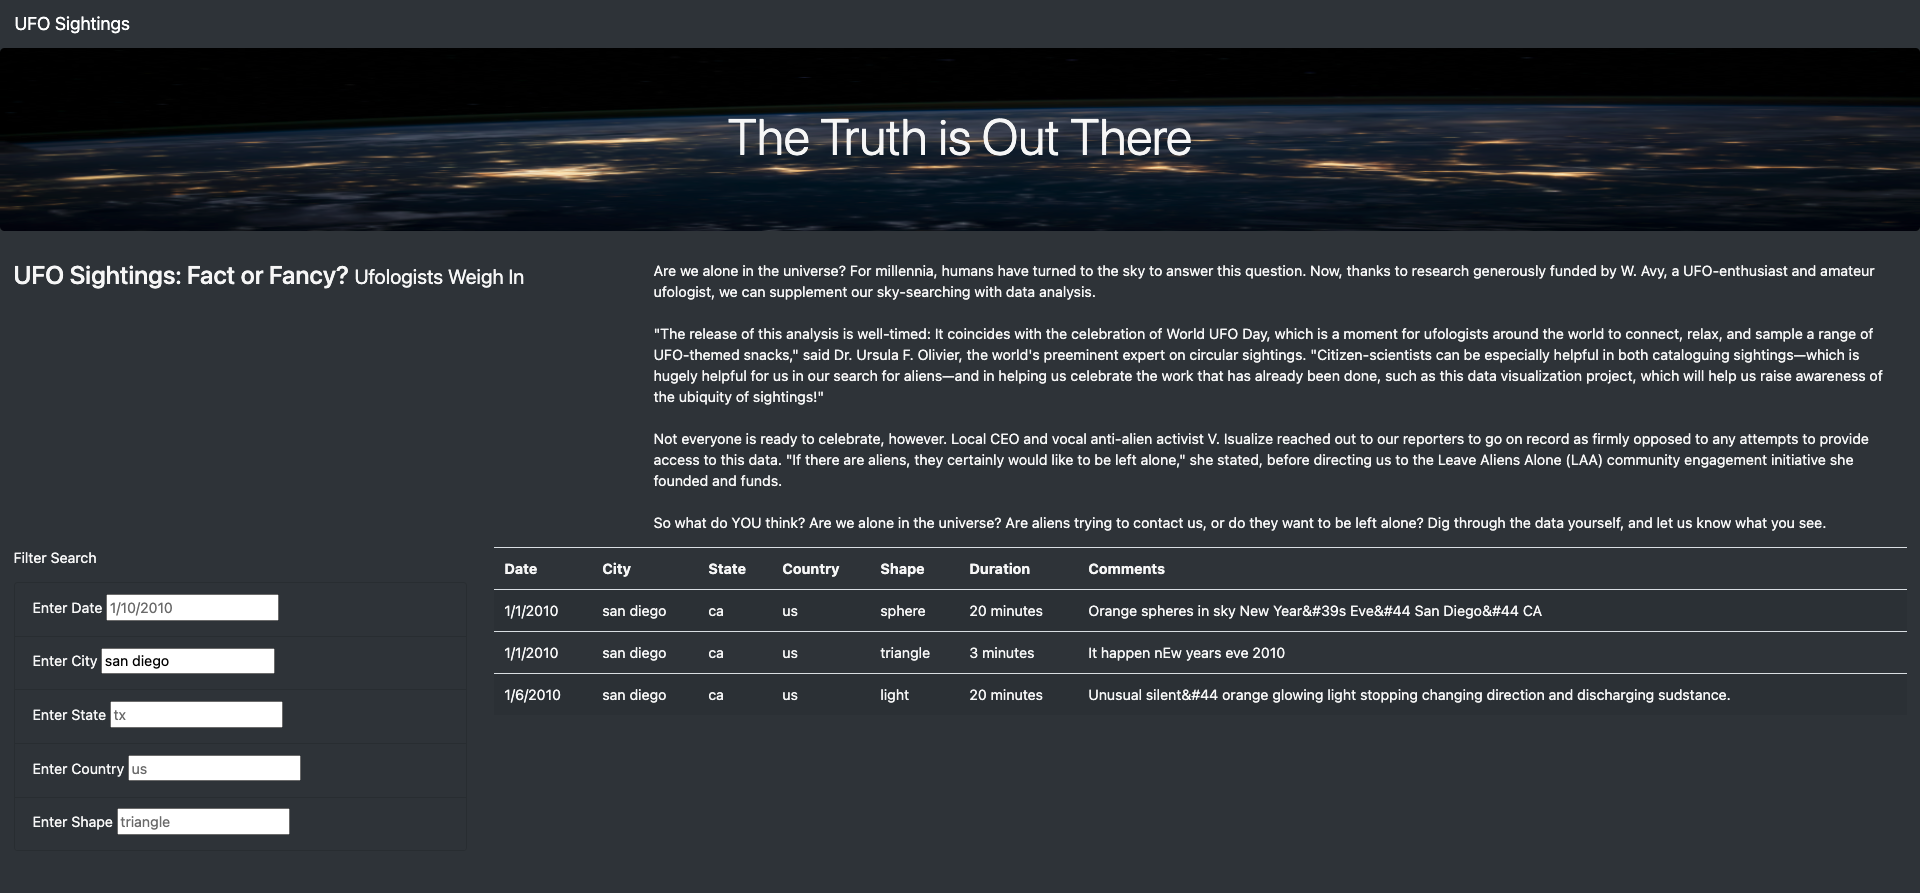 UFO Sightings
The Truth is Out There
UFO Sightings: Fact or Fancy? Ufologists Weigh In
Are we alone in the universe? For millennia, humans have turned to the sky to answer this question. Now, thanks to research generously funded by W. Avy, a UFO-enthusiast and amateur
ufologist, we can supplement our sky-searching with data analysis.
"The release of this analysis is well-timed: It coincides with the celebration of World UFO Day, which is a moment for ufologists around the world to connect, relax, and sample a range of
UFO-themed snacks," said Dr. Ursula F. Olivier, the world's preeminent expert on circular sightings. "Citizen-scientists can be especially helpful in both cataloguing sightings—which is
hugely helpful for us in our search for aliens—and in helping us celebrate the work that has already been done, such as this data visualization project, which will help us raise awareness of
the ubiquity of sightings!"
Not everyone is ready to celebrate, however. Local CEO and vocal anti-alien activist V. Isualize reached out to our reporters to go on record as firmly opposed to any attempts to provide
access to this data. "If there are aliens, they certainly would like to be left alone," she stated, before directing us to the Leave Aliens Alone (LAA) community engagement initiative she
founded and funds.
So what do YOU think? Are we alone in the universe? Are aliens trying to contact us, or do they want to be left alone? Dig through the data yourself, and let us know what you see.
Filter Search
Enter Date 1/10/2010
Enter City san diego
Enter State tx
Enter Country us
Enter Shape triangle
Date City State Country Shape Duration Comments
1/1/2010 san diego ca us sphere 20 minutes Orange spheres in sky New Year&#39s Eve&#44 San Diego&#44 CA
1/1/2010 san diego ca us triangle 3 minutes It happen nEw years eve 2010
1/6/2010 san diego ca us light 20 minutes Unusual silent&#44 orange glowing light stopping changing direction and discharging sudstance.